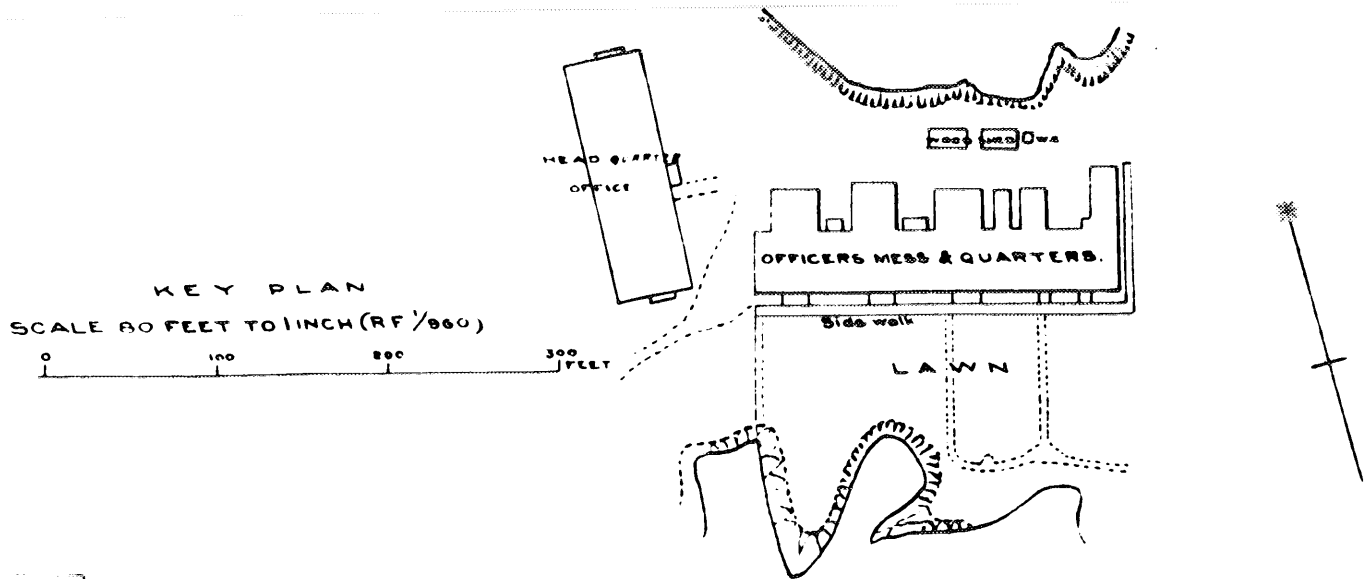 HEAD QUARTER
OFFICE
WOOD SHED
OFFICERS MESS & QUARTERS.
KEY PLAN
SCALE 80 FEET TO 1 INCH (RF 1/960)
0 100 200 300
FEET
Side walk
LAWN